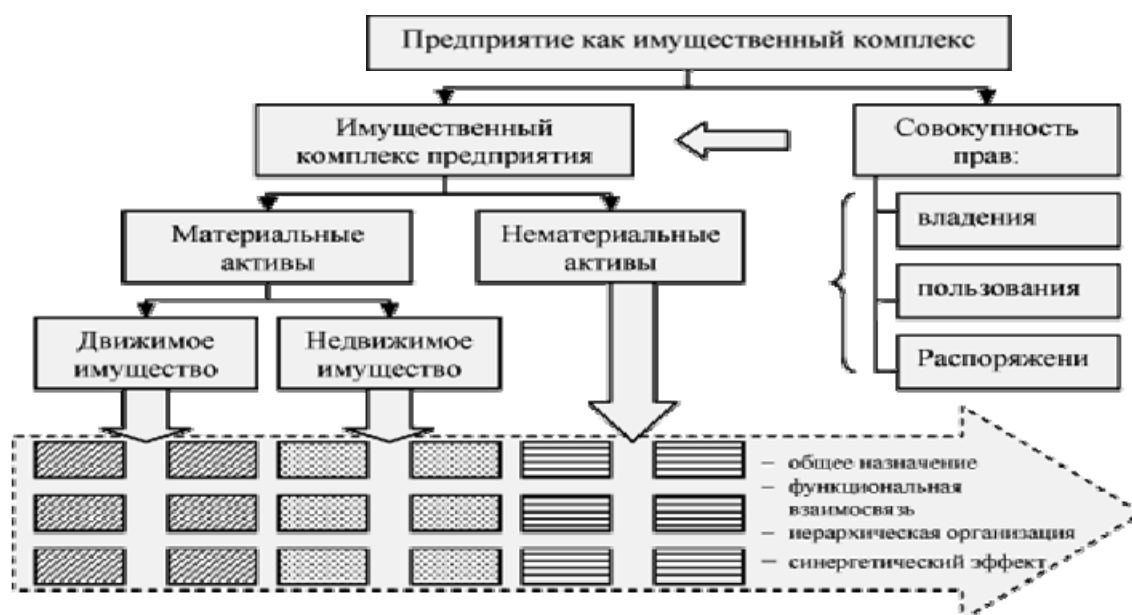 Предприятие как имущественный комплекс
Имущественный
комплекс предприятия
Совокупность
прав:
владения
пользования
Распоряжени
Материальные
активы
Нематериальные
активы
Движимое
имущество
Недвижимое
имущество
– общее назначение
– функциональная
взаимосвязь
– иерархическая организация
– синергетический эффект